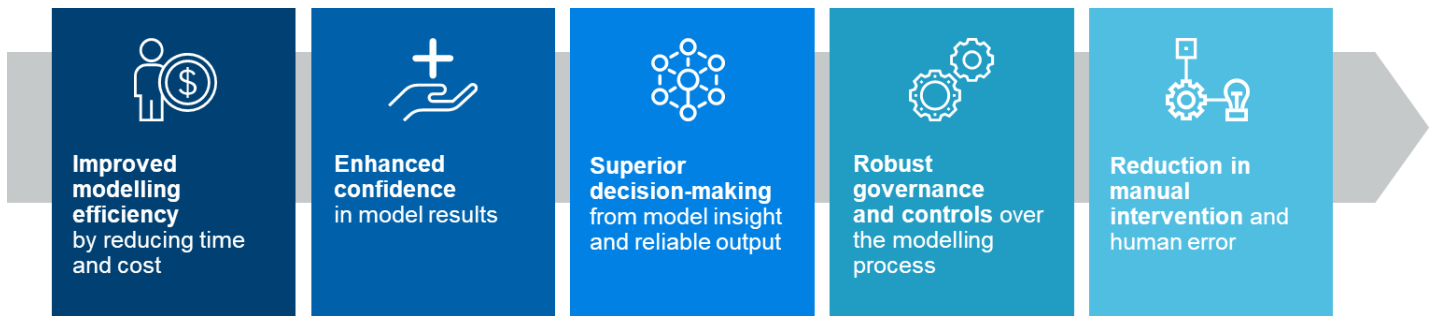 $
Improved
modelling
efficiency
by reducing time
and cost
Enhanced
confidence
in model results
Superior
decision-making
from model insight
and reliable output
Robust
governance
and controls over
the modelling
process
Reduction in
manual
intervention and
human error